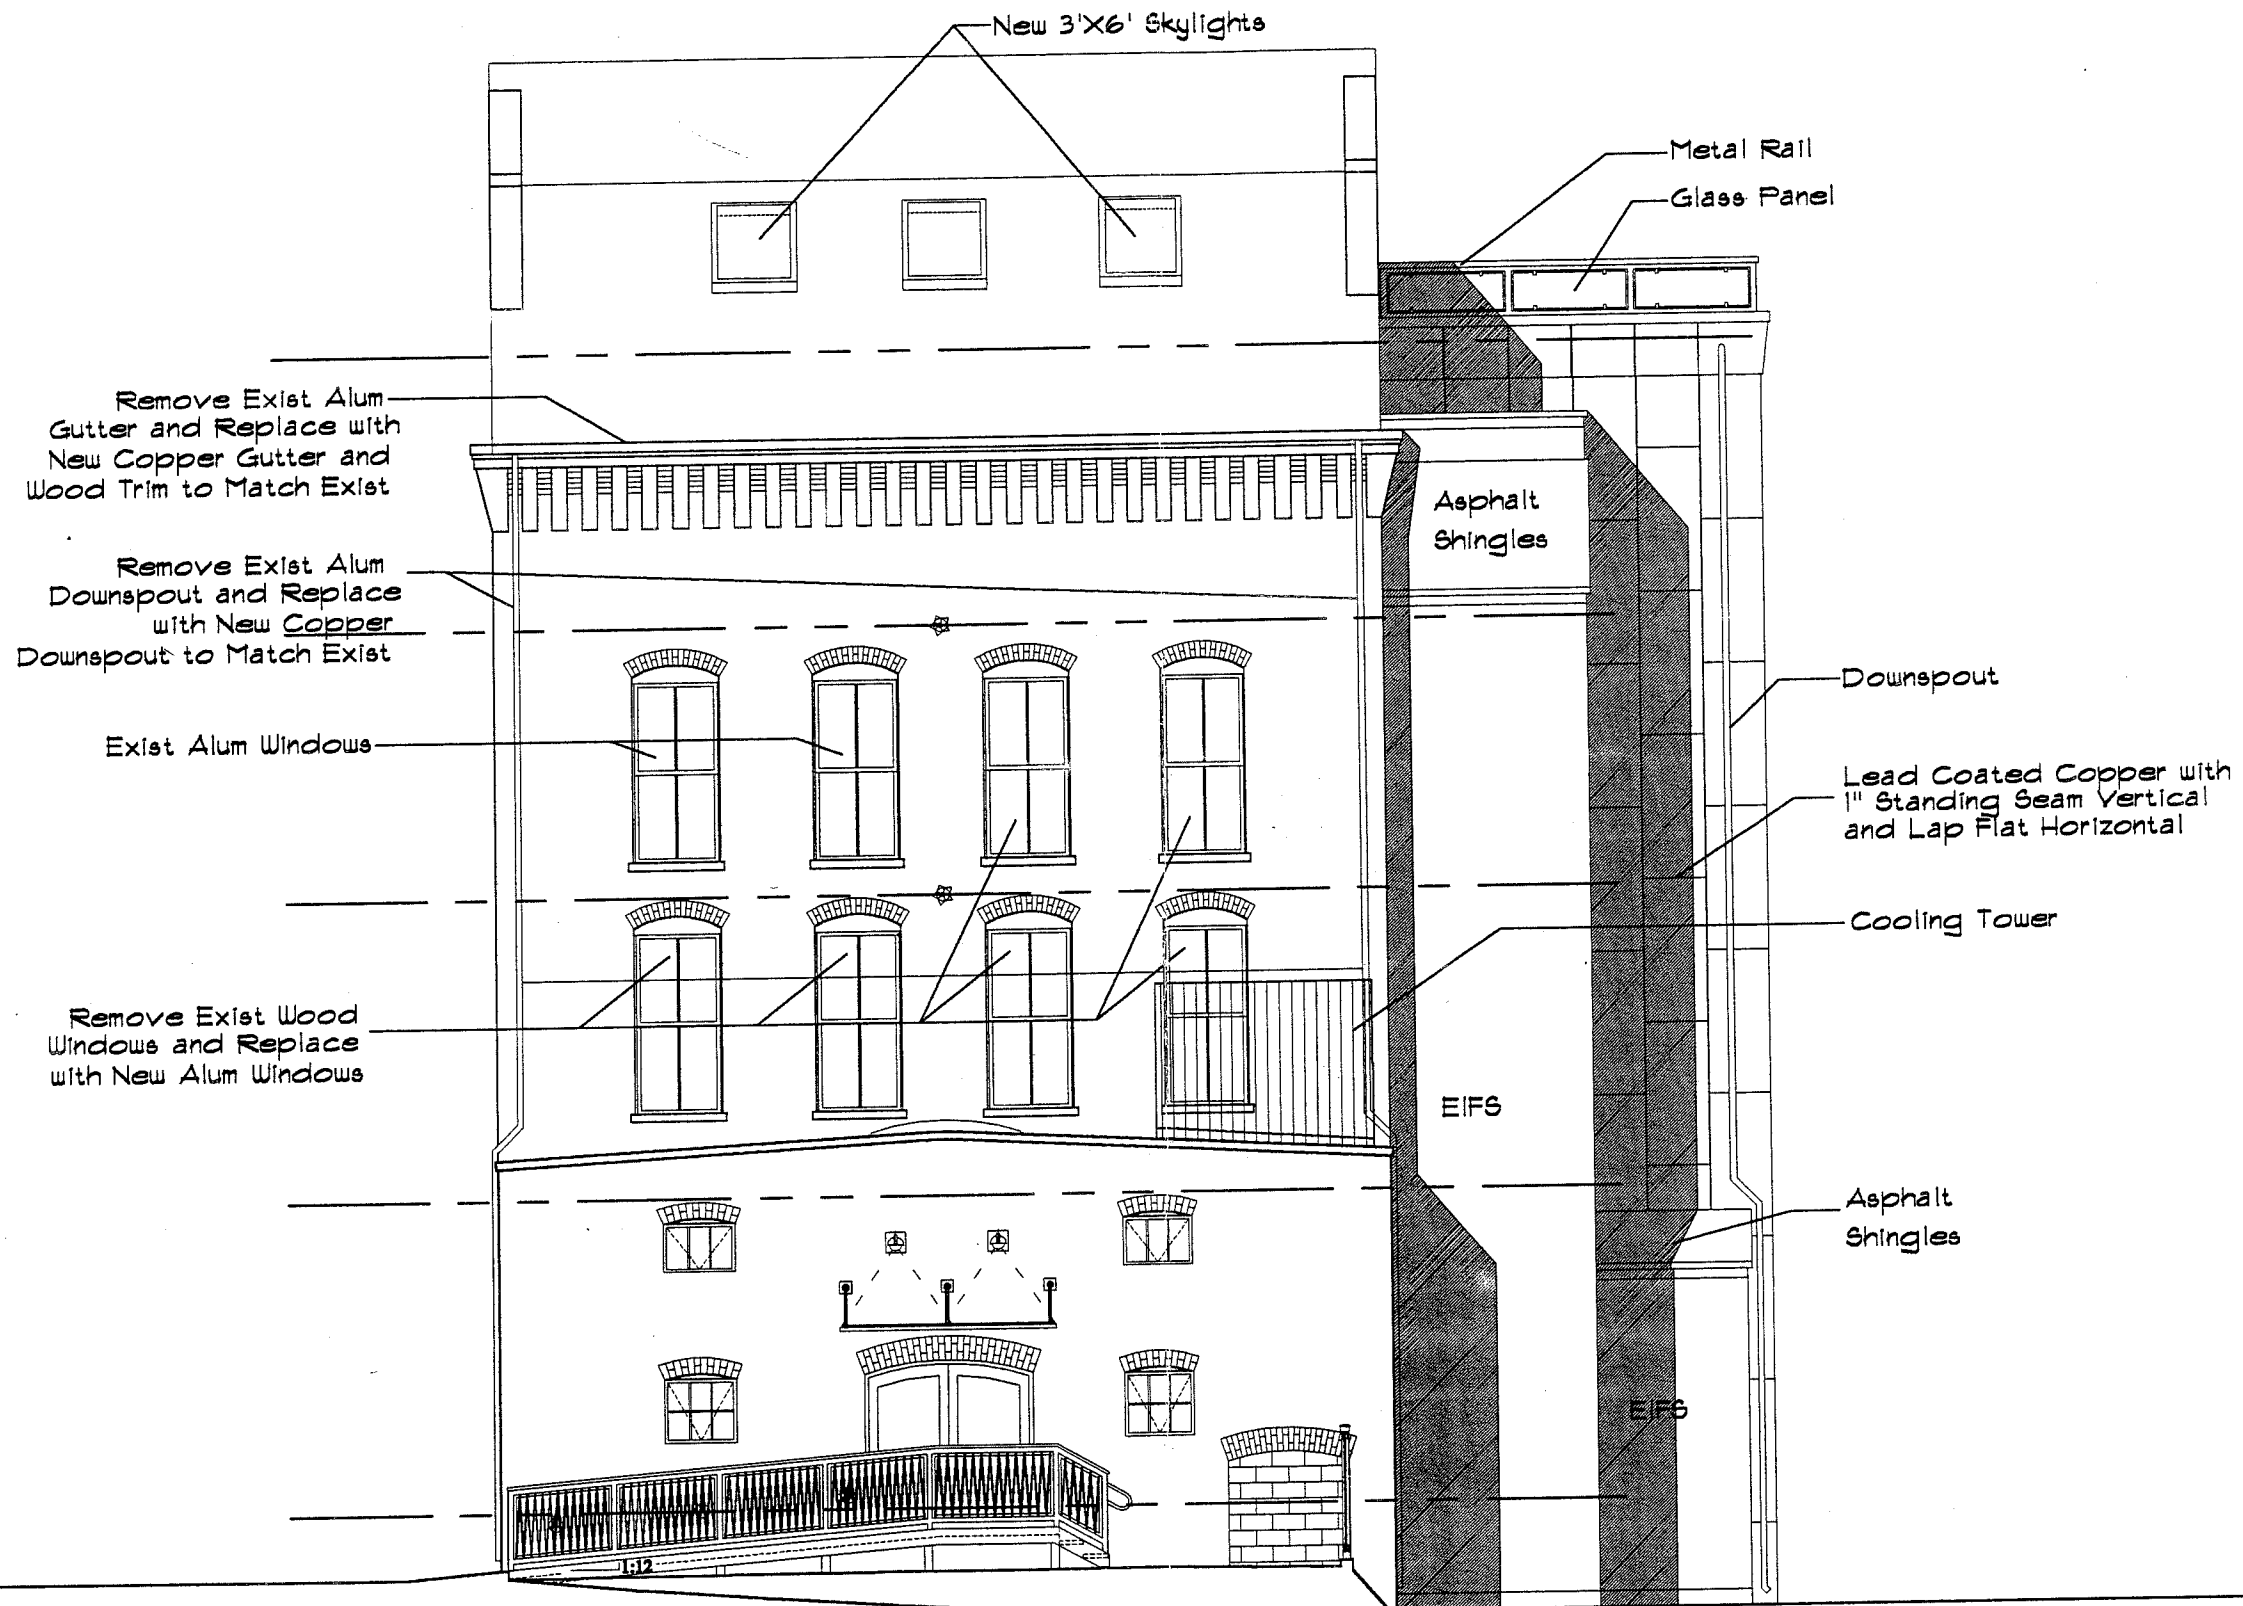 New 3'X6' Skylights
Metal Rail
Glass Panel
Remove Exist Alum
Gutter and Replace with
New Copper Gutter and
Wood Trim to Match Exist
Asphalt
Shingles
Remove Exist Alum
Downspout and Replace
with New Copper
Downspout to Match Exist
Downspout
Exist Alum Windows
Lead Coated Copper with
1" Standing Seam Vertical
and Lap Flat Horizontal
Cooling Tower
Remove Exist Wood
Windows and Replace
with New Alum Windows
EIFS
Asphalt
Shingles
EIFS
1:12